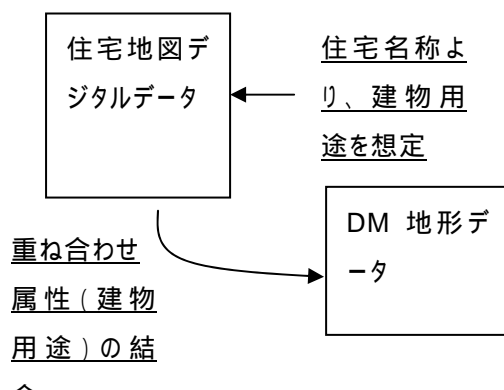 住宅地図デ
ジタルデータ
住宅名称よ
り、建物用
途を想定
DM 地形デ
ータ
重ね合わせ
属性（建物
用途）の結